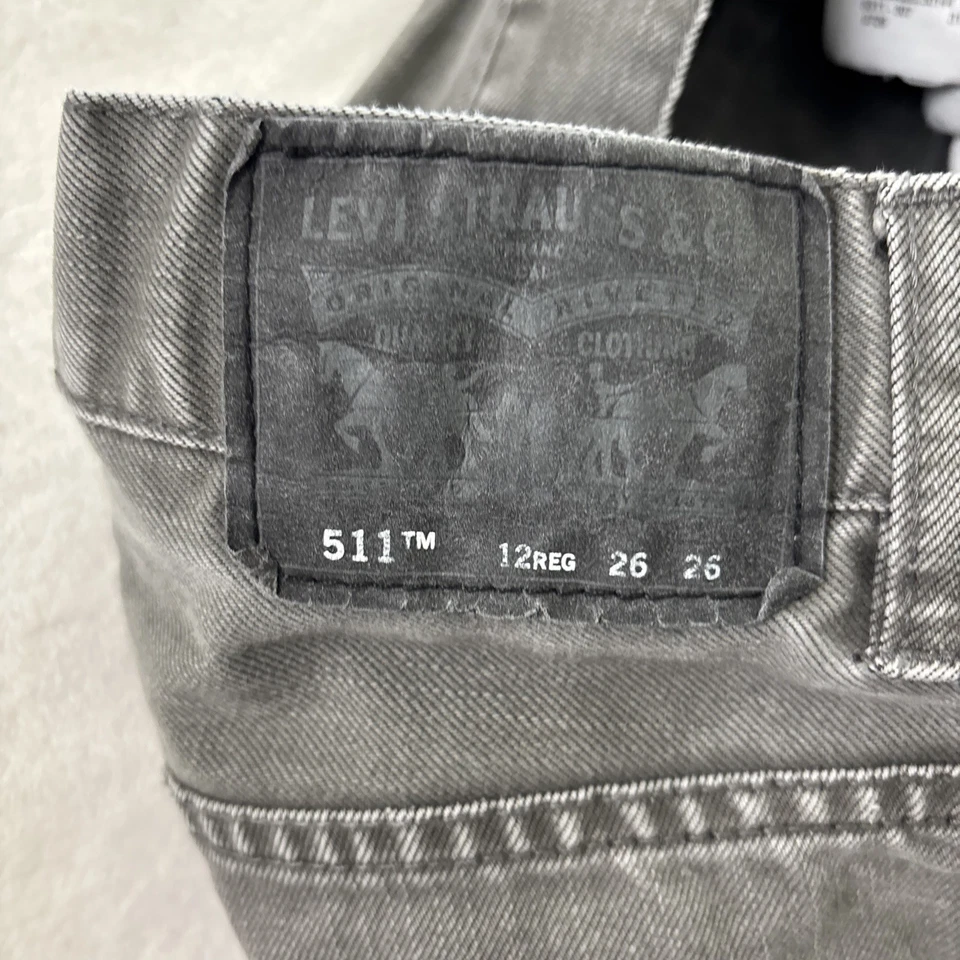 LEVI STRAUSS & CO
ORIGINAL RIVETED
QUALITY CLOTHING
511™ 12REG 26 26